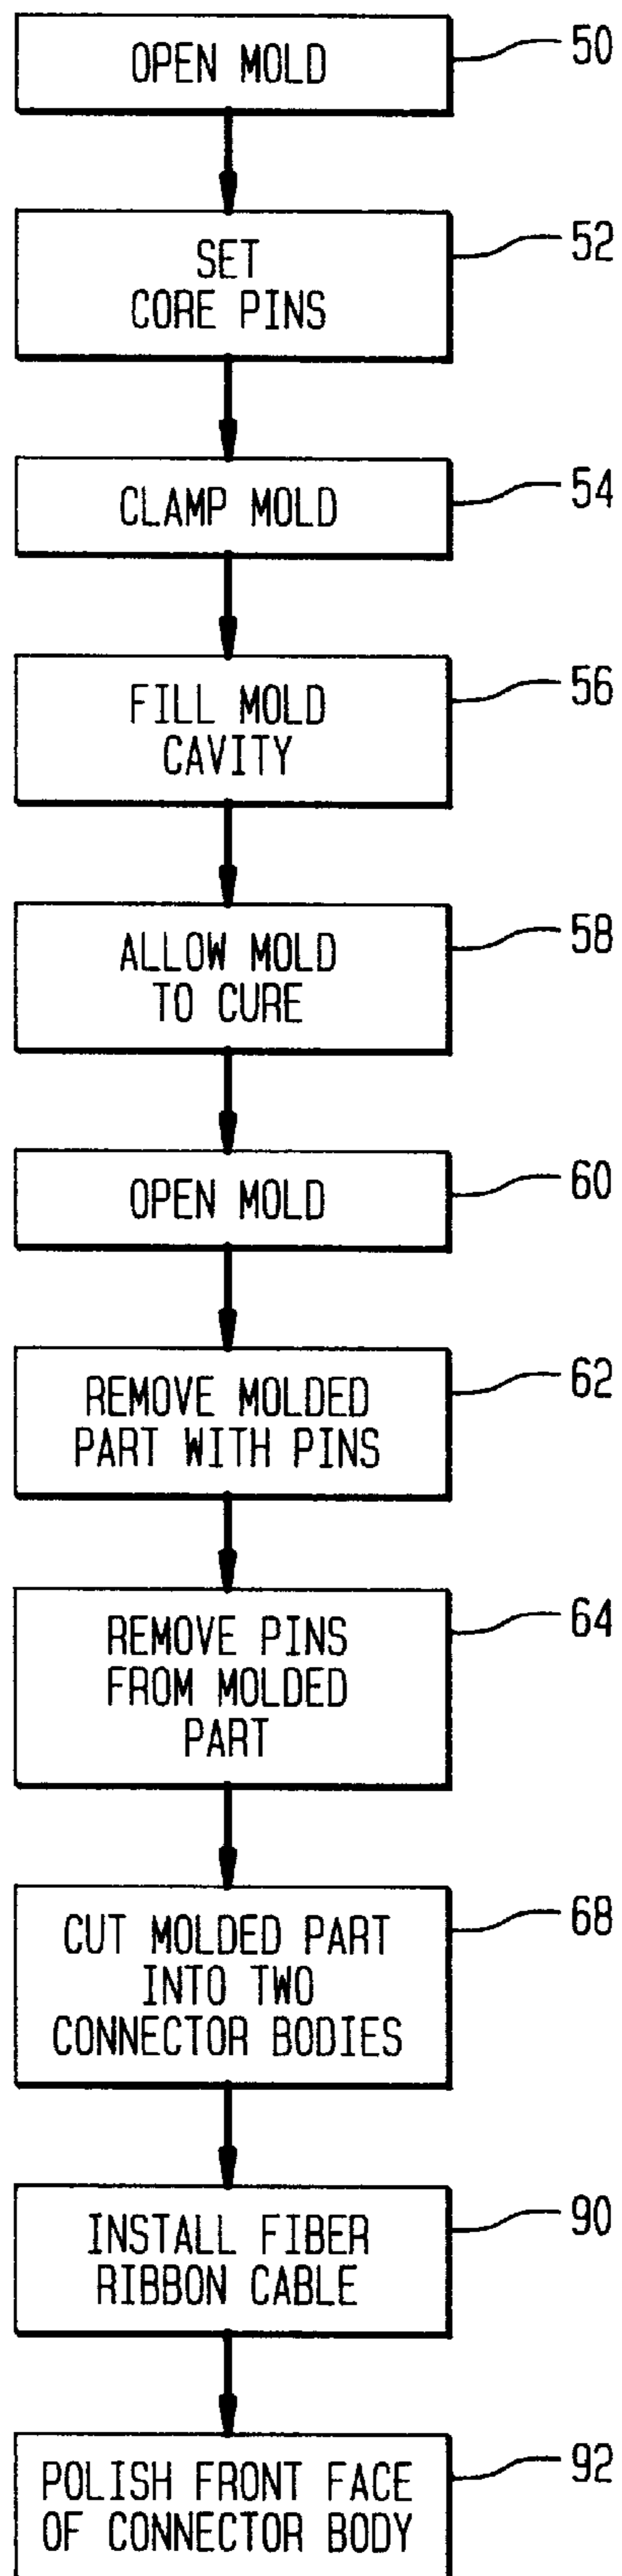 OPEN MOLD
50
SET
CORE PINS
52
CLAMP MOLD
54
FILL MOLD
CAVITY
56
ALLOW MOLD
TO CURE
58
OPEN MOLD
60
REMOVE MOLDED
PART WITH PINS
62
REMOVE PINS
FROM MOLDED
PART
64
CUT MOLDED PART
INTO TWO
CONNECTOR BODIES
68
INSTALL FIBER
RIBBON CABLE
90
POLISH FRONT FACE
OF CONNECTOR BODY
92